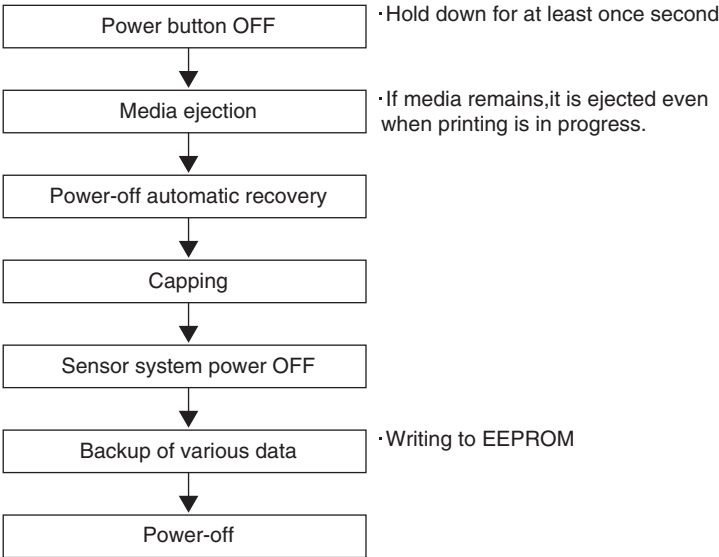 Power button OFF
·Hold down for at least once second
Media ejection
·If media remains,it is ejected even
when printing is in progress.
Power-off automatic recovery
Capping
Sensor system power OFF
Backup of various data
·Writing to EEPROM
Power-off